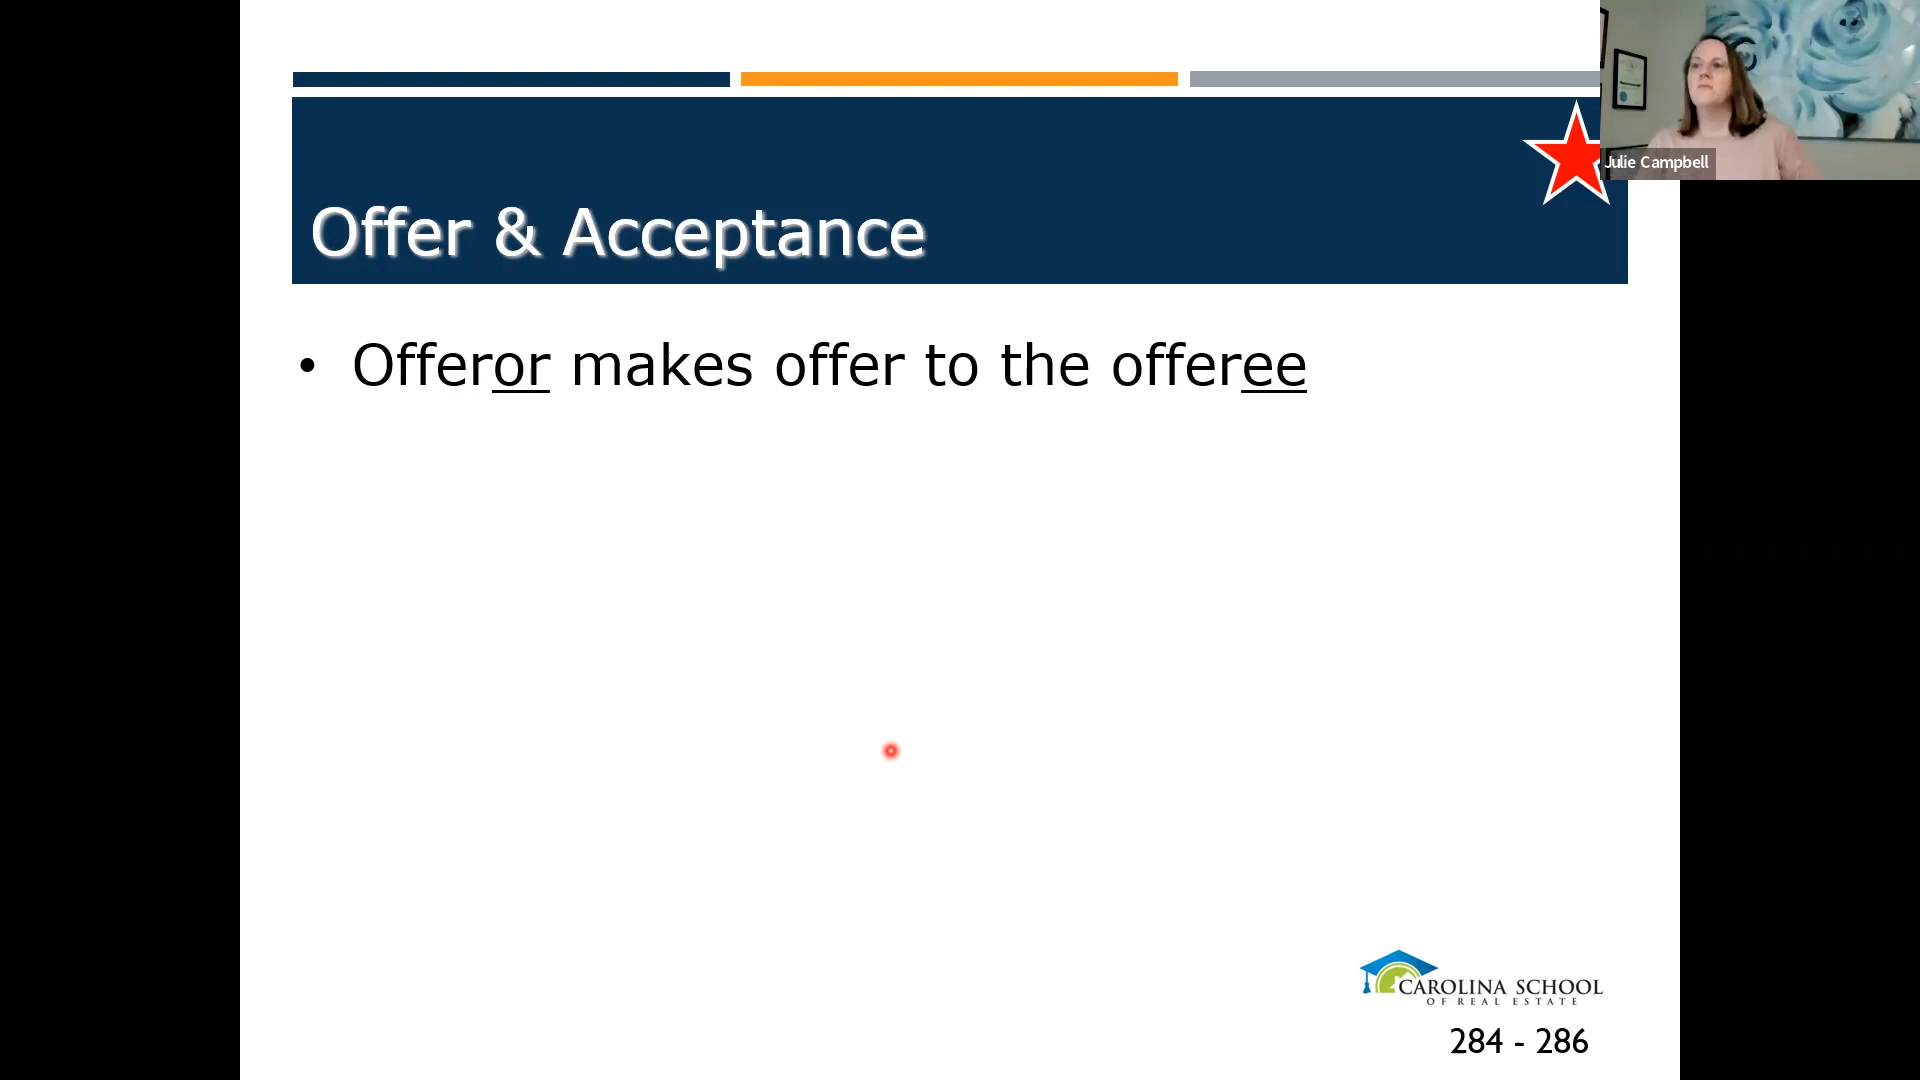 Julie Campbell
Offer & Acceptance
• Offeror makes offer to the offeree
CAROLINA SCHOOL
OF REAL ESTATE
284 - 286